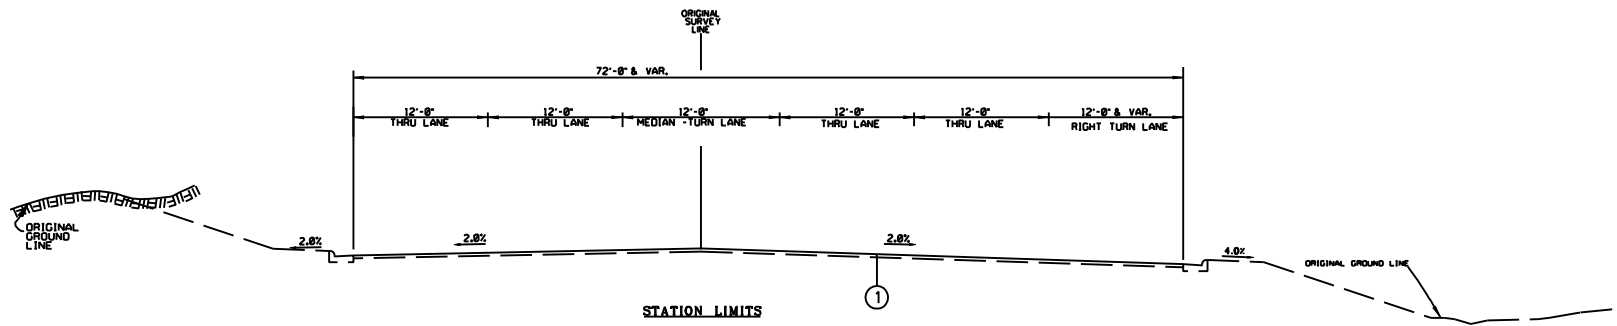 ORIGINAL
SURVEY
LINE
72'-0" & VAR.
12'-0"
THRU LANE
12'-0"
THRU LANE
12'-0"
MEDIAN -TURN LANE
12'-0"
THRU LANE
12'-0"
THRU LANE
12'-0" & VAR.
RIGHT TURN LANE
ORIGINAL
GROUND
LINE
2.0%
2.0%
2.0%
4.0%
ORIGINAL GROUND LINE
1
STATION LIMITS